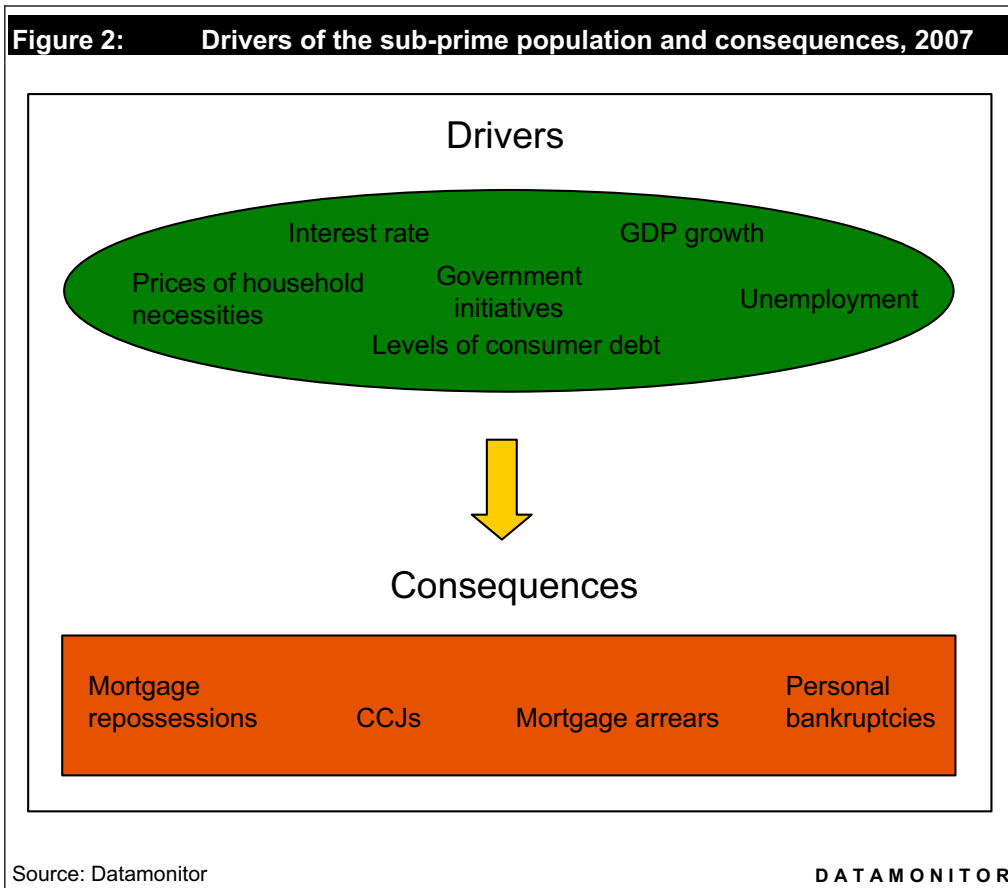 Figure 2: Drivers of the sub-prime population and consequences, 2007
Drivers
Interest rate
GDP growth
Prices of household
necessities
Government
initiatives
Unemployment
Levels of consumer debt
Consequences
Mortgage
repossessions
CCJs
Mortgage arrears
Personal
bankruptcies
Source: Datamonitor
DATAMONITOR